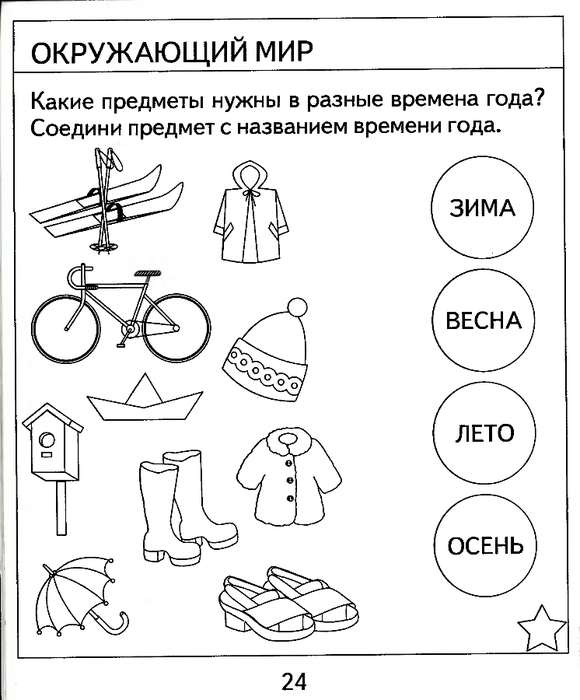 ОКРУЖАЮЩИЙ МИР
Какие предметы нужны в разные времена года?
Соедини предмет с названием времени года.
ЗИМА
ВЕСНА
ЛЕТО
ОСЕНЬ
24